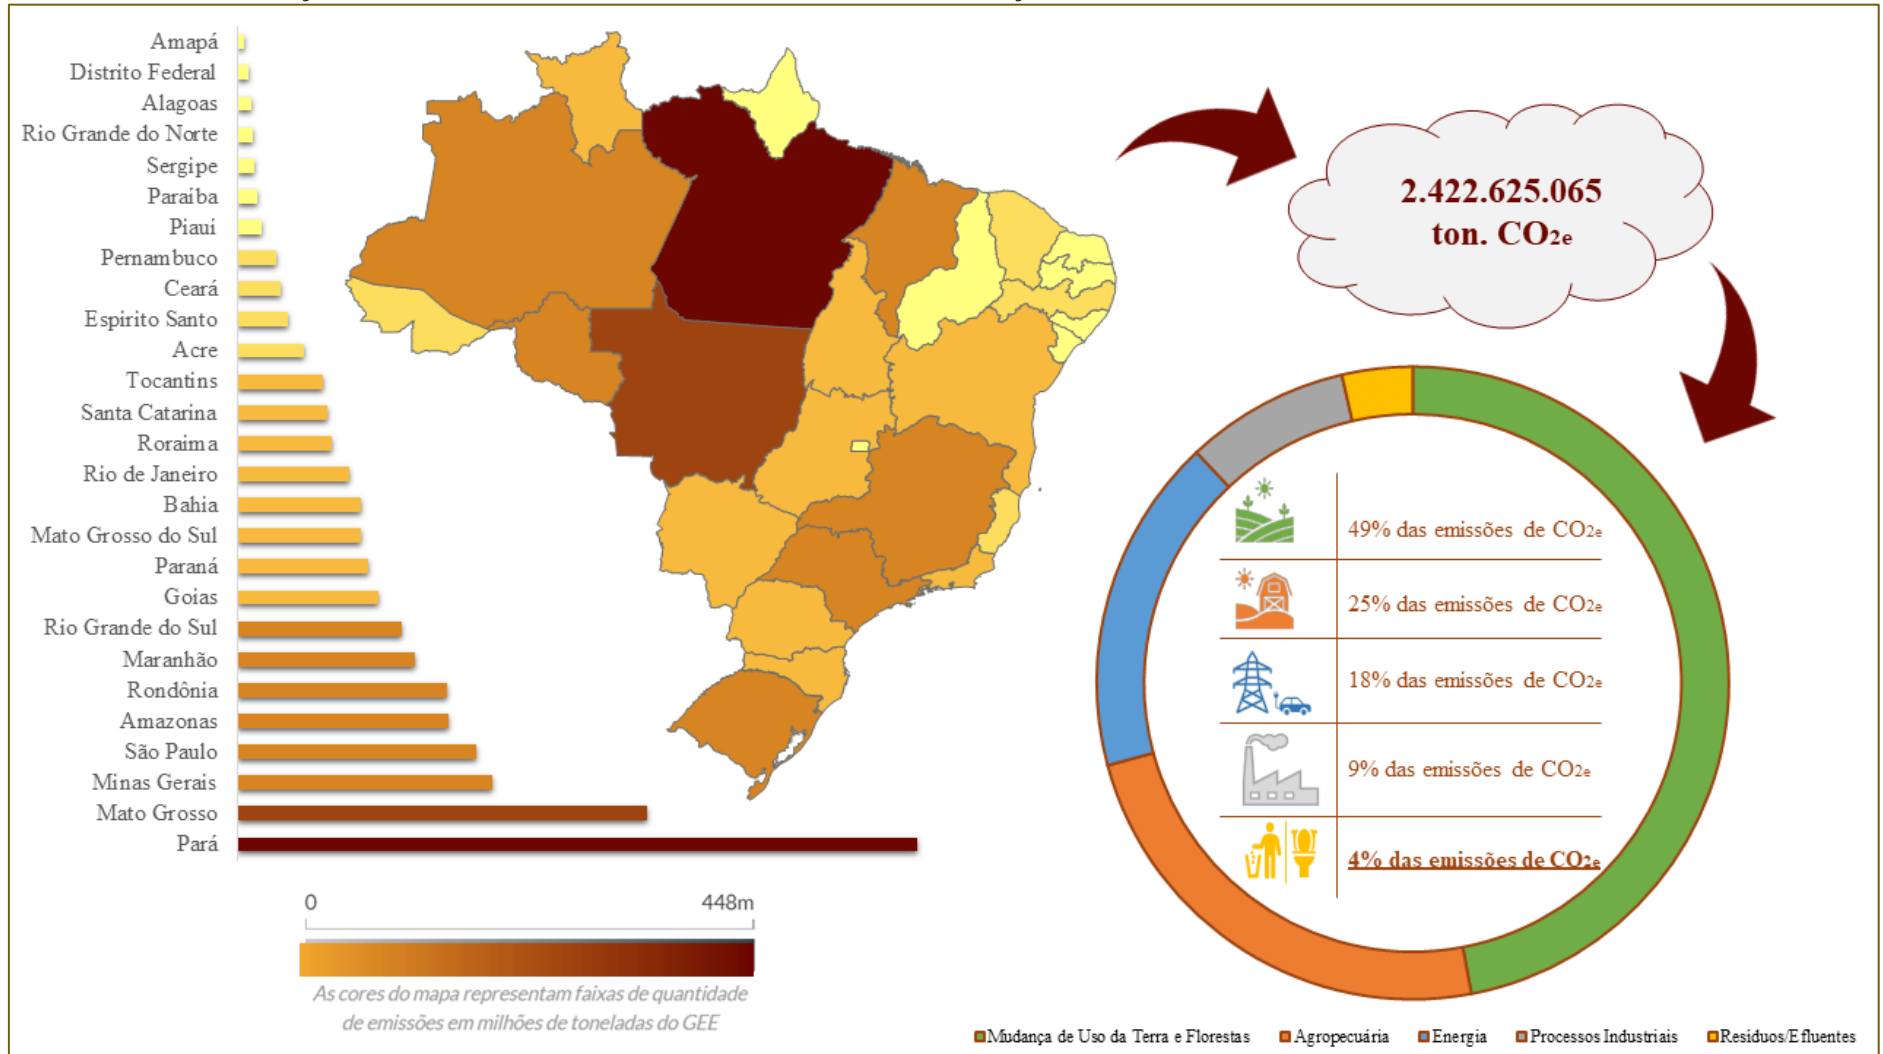 Amapá
Distrito Federal
Alagoas
Rio Grande do Norte
Sergipe
Paraíba
Piauí
Pernambuco
Ceará
Espirito Santo
Acre
Tocantins
Santa Catarina
Roraima
Rio de Janeiro
Bahia
Mato Grosso do Sul
Paraná
Goias
Rio Grande do Sul
Maranhão
Rondônia
Amazonas
São Paulo
Minas Gerais
Mato Grosso
Pará
0
448m
As cores do mapa representam faixas de quantidade
de emissões em milhões de toneladas do GEE
2.422.625.065
ton. CO2e
49% das emissões de CO2e
25% das emissões de CO2e
18% das emissões de CO2e
9% das emissões de CO2e
4% das emissões de CO2e
Mudança de Uso da Terra e Florestas
Agropecuária
Energia
Processos Industriais
Resíduos/Efluentes